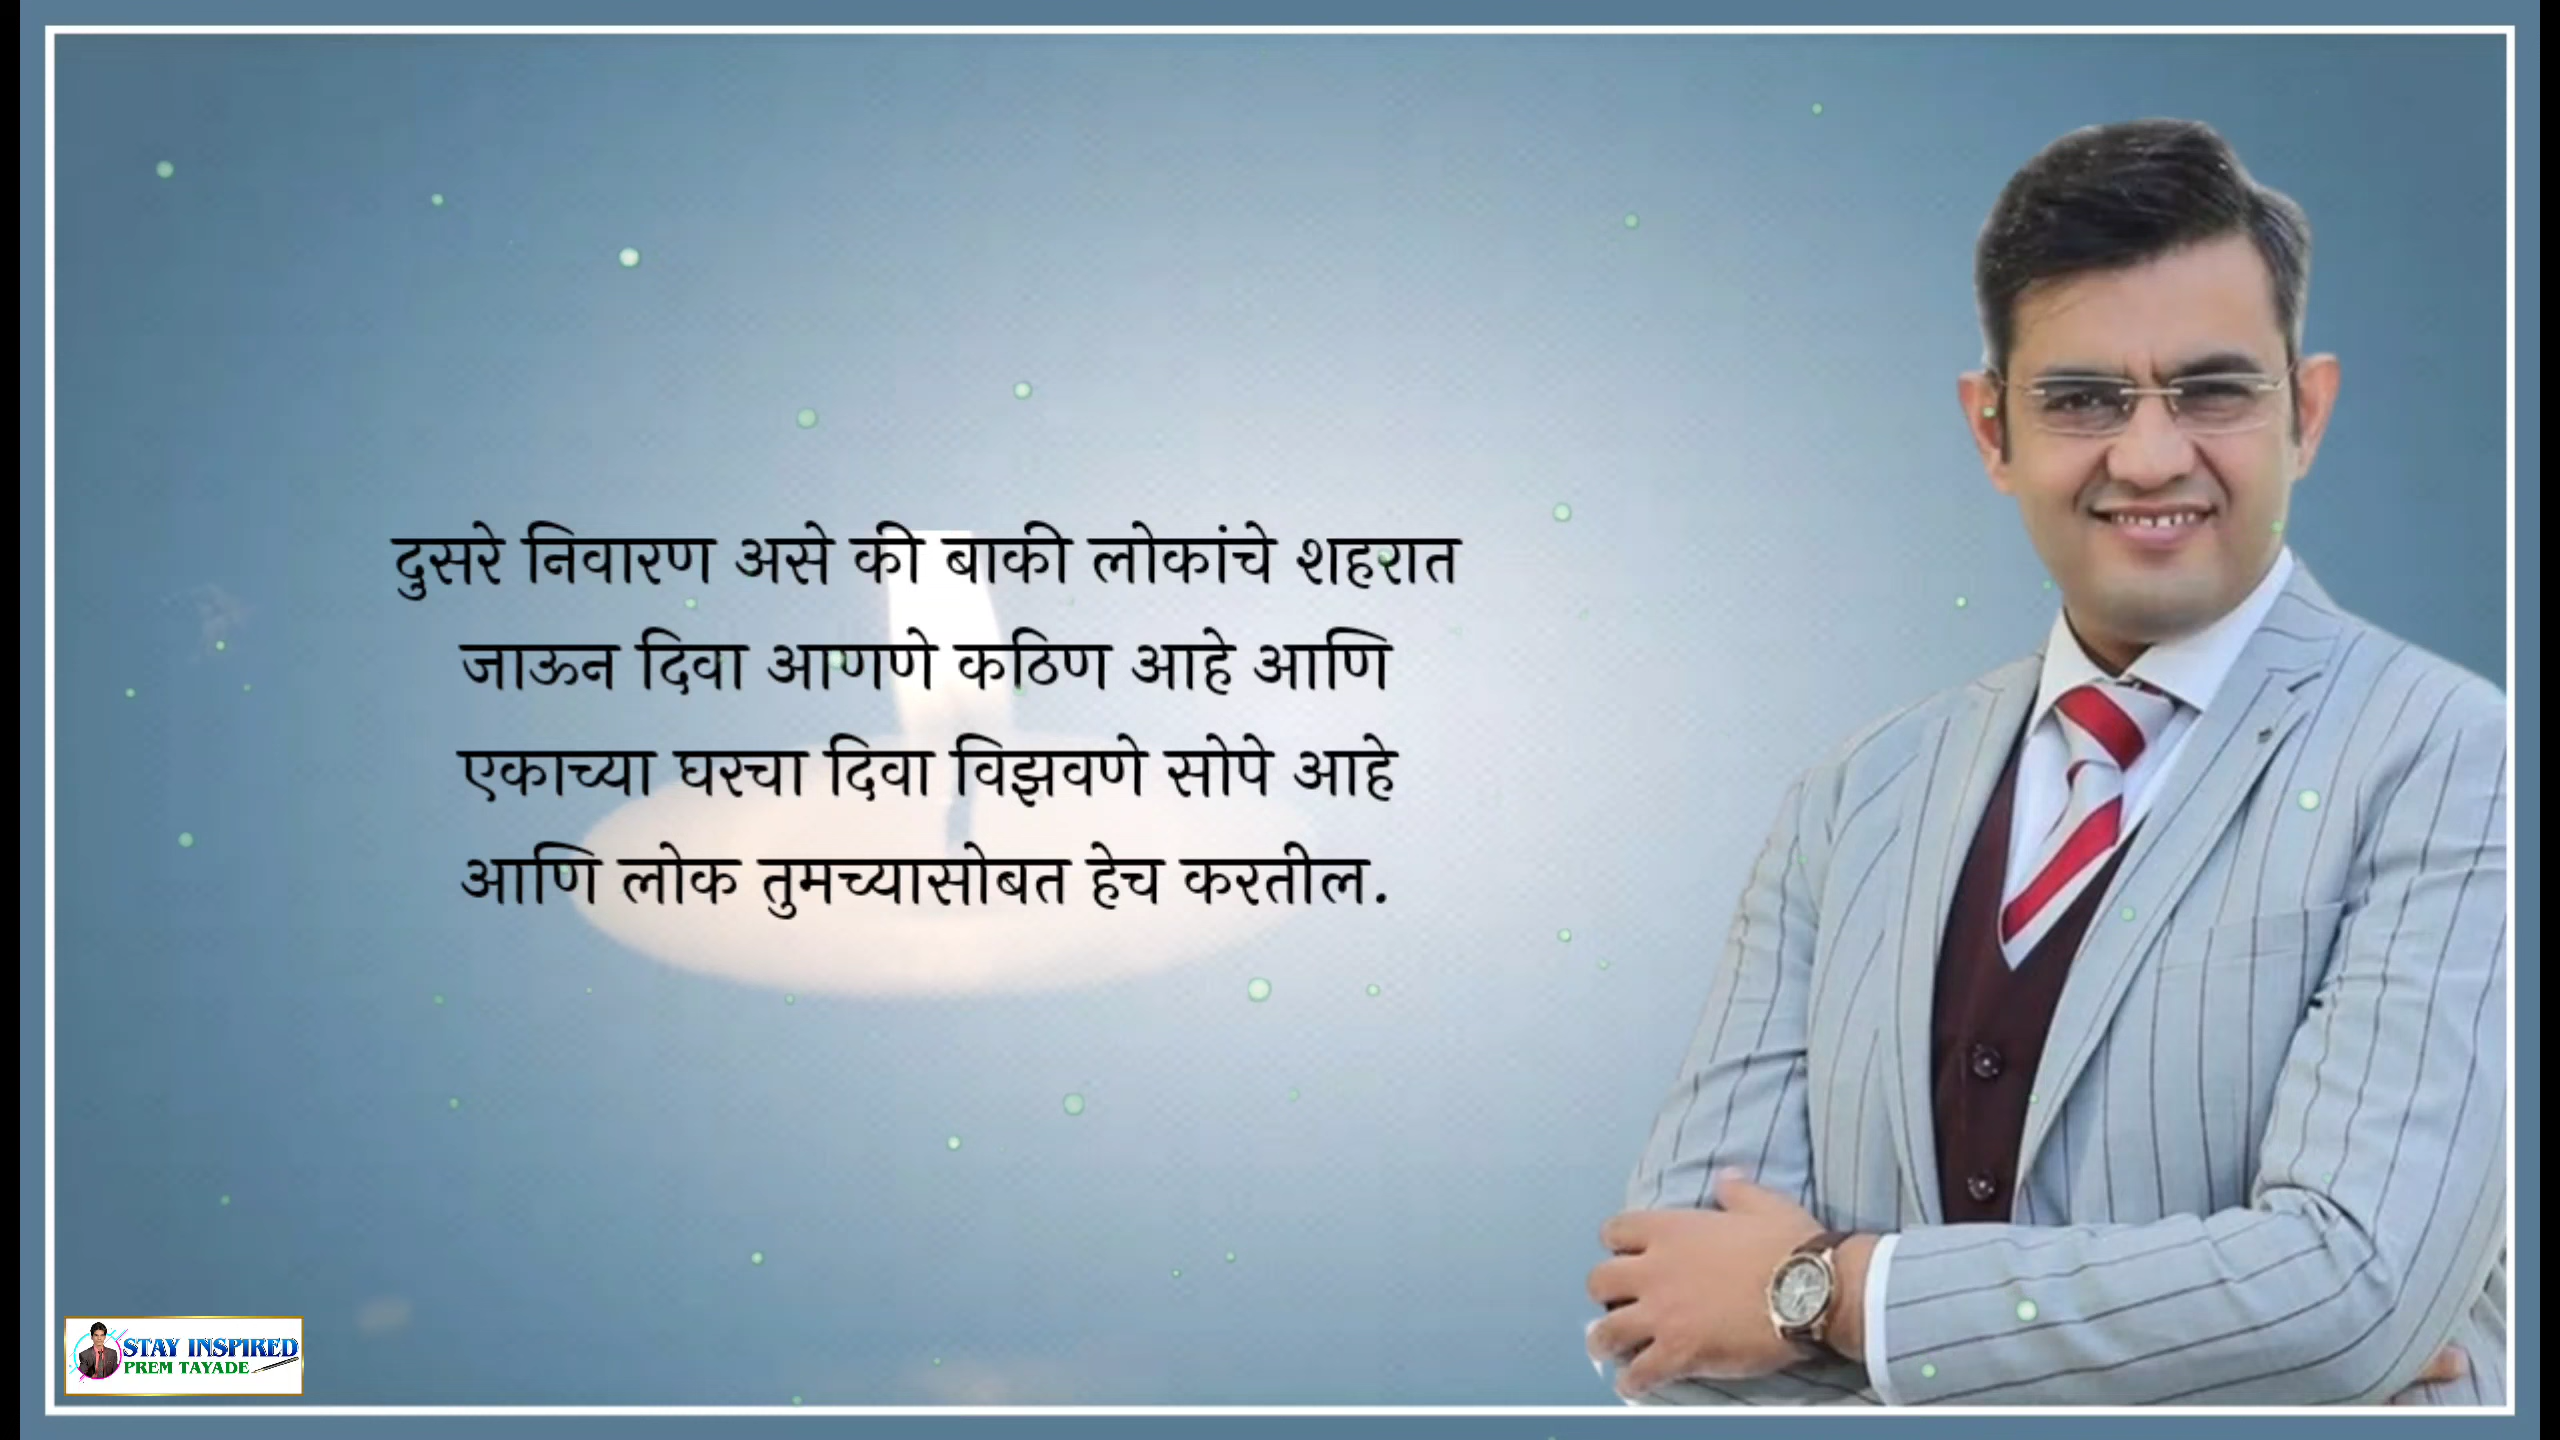 दुसरे निवारण असे की बाकी लोकांचे शहरात
जाऊन दिवा आणणे कठिण आहे आणि
एकाच्या घरचा दिवा विझवणे सोपे आहे
आणि लोक तुमच्यासोबत हेच करतील.
STAY INSPIRED
PREM TAYADE